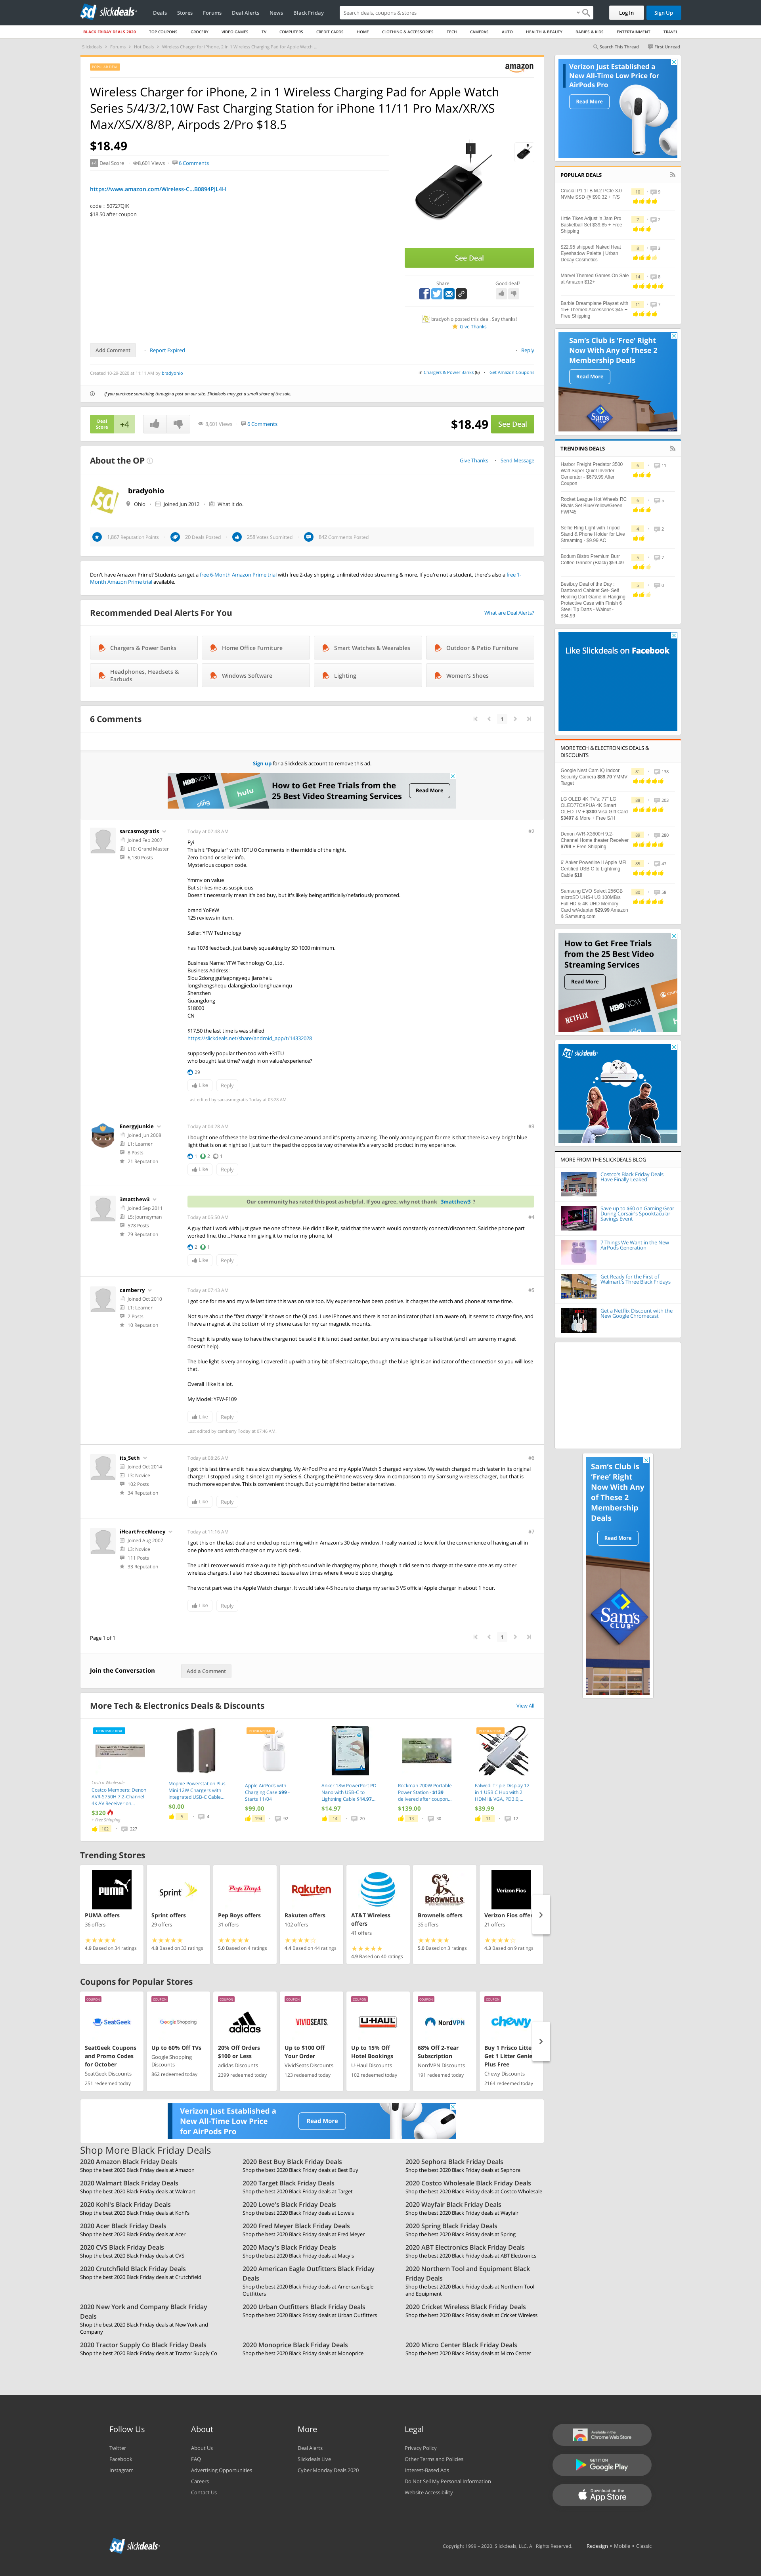 slickdeals
Deals Stores Forums Deal Alerts News Black Friday
Search deals, coupons & stores
Log In Sign Up
BLACK FRIDAY DEALS 2020 TOP COUPONS GROCERY VIDEO GAMES TV COMPUTERS CREDIT CARDS HOME CLOTHING & ACCESSORIES TECH CAMERAS AUTO HEALTH & BEAUTY BABIES & KIDS ENTERTAINMENT TRAVEL
Slickdeals > Forums > Hot Deals > Wireless Charger for iPhone, 2 in 1 Wireless Charging Pad for Apple Watch ...
Search This Thread First Unread
amazon
Wireless Charger for iPhone, 2 in 1 Wireless Charging Pad for Apple Watch
Series 5/4/3/2,10W Fast Charging Station for iPhone 11/11 Pro Max/XR/XS
Max/XS/X/8/8P, Airpods 2/Pro $18.5
$18.49
+4 Deal Score 8,601 Views 6 Comments
https://www.amazon.com/Wireless-C...B0894PJL4H
code : S0727QIK
$18.50 after coupon
See Deal
Share Good deal?
bradyohio posted this deal. Say thanks!
Give Thanks
Add Comment Report Expired Reply
Created 10-29-2020 at 11:11 AM by bradyohio
Chargers & Power Banks (6) Get Amazon Coupons
If you purchase something through a post on our site, Slickdeals may get a small share of the sale.
Deal Score +4 8,601 Views 6 Comments $18.49 See Deal
About the OP Give Thanks Send Message
bradyohio
Ohio Joined Jun 2012 What it do.
1,867 Reputation Points 20 Deals Posted 258 Votes Submitted 842 Comments Posted
Don't have Amazon Prime? Students can get a free 6-Month Amazon Prime trial with free 2-day shipping, unlimited video streaming & more. If you're not a student, there's also a free 1-
Month Amazon Prime trial available.
Recommended Deal Alerts For You What are Deal Alerts?
Chargers & Power Banks Home Office Furniture Smart Watches & Wearables Outdoor & Patio Furniture
Headphones, Headsets & Earbuds Windows Software Lighting Women's Shoes
6 Comments 1
Sign up for a Slickdeals account to remove this ad.
How to Get Free Trials from the
25 Best Video Streaming Services
Read More
sarcasmogratis
Joined Feb 2007
L10: Grand Master
6,130 Posts
Today at 02:48 AM #2
Fyi
This hit "Popular" with 10TU 0 Comments in the middle of the night.
Zero brand or seller info.
Mysterious coupon code.
Ymmv on value
But strikes me as suspicious
Doesn't necessarily mean it's bad buy, but it's likely being artificially/nefariously promoted.
brand YoFeW
125 reviews in item.
Seller: YFW Technology
has 1078 feedback, just barely squeaking by SD 1000 minimum.
Business Name: YFW Technology Co.,Ltd.
Business Address:
Slou 2dong guifagongyequ jianshelu
longshengshequ dalangjiedao longhuaxinqu
Shenzhen
Guangdong
518000
CN
$17.50 the last time is was shilled
https://slickdeals.net/share/android_app/t/14332028
supposedly popular then too with +31TU
who bought last time? weigh in on value/experience?
23
Like Reply
Last edited by sarcasmogratis Today at 03:20 AM.
EnergyJunkie
Joined Jun 2008
L1: Learner
8 Posts
21 Reputation
Today at 04:28 AM #3
I bought one of these the last time the deal came around and it's pretty amazing. The only annoying part for me is that there is a very bright blue
light that is on at night so I just turn the pad the opposite way otherwise it's a very solid product in my experience.
1 2 1
Like Reply
3matthew3
Joined Sep 2011
L5: Journeyman
578 Posts
79 Reputation
Our community has rated this post as helpful. If you agree, why not thank 3matthew3 ?
Today at 05:50 AM #4
A guy that I work with just gave me one of these. He didn't like it, said that the watch would constantly connect/disconnect. Said the phone part
worked fine, tho... Hence him giving it to me for my phone, lol
2 1
Like Reply
camberry
Joined Oct 2010
L1: Learner
7 Posts
10 Reputation
Today at 07:43 AM #5
I got one for me and my wife last time this was on sale too. My experience has been positive. It charges the watch and phone at the same time.
Not sure about the "fast charge" it shows on the Qi pad. I use iPhones and there is not an indicator (that I am aware of). It seems to charge fine, and
I have a magnet attached on the inside of my phone case for my car magnetic mounts.
Though it is pretty easy to have the charge not be solid if it is not dead center, but any wireless charger is like that (and I am sure my magnet
doesn't help).
The blue light is very annoying. I covered it up with a tiny bit of electrical tape, though the blue light is an indicator of the connection so you will lose
that.
Overall I like it a lot.
My Model: YFW-F109
Like Reply
Last edited by camberry Today at 07:46 AM.
its_Seth
Joined Oct 2014
L3: Novice
102 Posts
34 Reputation
Today at 08:26 AM #6
I got this last time and it has a slow charging. My AirPod Pro and my Apple Watch 5 charged very slow. My watch charged much faster in its original
charger. I stopped using it since I got my Series 6. Charging the iPhone was very slow in comparison to my Samsung wireless charger, but that is
much more expensive. This is convenient though. But you might find better alternatives.
Like Reply
iHeartFreeMoney
Joined Aug 2007
L3: Novice
111 Posts
33 Reputation
Today at 11:16 AM #7
I got this on the last deal and ended up returning within Amazon's 30 day window. I really wanted to love it for the convenience of having an all in
one phone and watch charger on my work desk.
The unit I recover would make a quite high pitch sound while charging my phone, though it did seem to charge at the same rate as my other
wireless chargers. I also had disconnect issues a few times where it would stop charging.
The worst part was the Apple Watch charger. It would take 4-5 hours to charge my series 3 VS official Apple charger in about 1 hour.
Like Reply
Page 1 of 1 1
Join the Conversation Add a Comment
More Tech & Electronics Deals & Discounts View All
Costco Wholesale
Costco Members: Denon AVR-S750H 7.2-Channel 4K AV Receiver on...
$320
+ Free Shipping
102 227
Mophie Powerstation Plus Mini 12W Chargers with Integrated USB-C Cable...
$0.00
5 4
Apple AirPods with Charging Case $99 - Starts 11/04
$99.00
Anker 18w PowerPort PD Nano with USB-C to Lightning Cable $14.97...
$14.97
20
Rockman 200W Portable Power Station - $139 delivered after coupon...
$139.00
13 30
Falwedi Triple Display 12 in 1 USB C Hub with 2 HDMI & VGA, PD3.0,...
$39.99
11 12
Trending Stores
PUMA offers
36 offers
4.9 Based on 34 ratings
Sprint offers
29 offers
4.8 Based on 33 ratings
Pep Boys offers
31 offers
5.0 Based on 4 ratings
Rakuten offers
102 offers
4.4 Based on 44 ratings
AT&T Wireless offers
41 offers
4.9 Based on 40 ratings
Brownells offers
35 offers
5.0 Based on 3 ratings
Verizon Fios offers
21 offers
4.3 Based on 9 ratings
Coupons for Popular Stores
SeatGeek Coupons and Promo Codes for October
SeatGeek Discounts
251 redeemed today
Up to 60% Off TVs
Google Shopping Discounts
862 redeemed today
20% Off Orders $100 or Less
adidas Discounts
2399 redeemed today
Up to $100 Off Your Order
VividSeats Discounts
123 redeemed today
Up to 15% Off Hotel Bookings
U-Haul Discounts
102 redeemed today
68% Off 2-Year Subscription
NordVPN Discounts
191 redeemed today
Buy 1 Frisco Litter, Get 1 Litter Genie Plus Free
Chewy Discounts
2164 redeemed today
Verizon Just Established a
New All-Time Low Price
for AirPods Pro
Read More
Shop More Black Friday Deals
2020 Amazon Black Friday Deals
Shop the best 2020 Black Friday deals at Amazon
2020 Best Buy Black Friday Deals
Shop the best 2020 Black Friday deals at Best Buy
2020 Sephora Black Friday Deals
Shop the best 2020 Black Friday deals at Sephora
2020 Walmart Black Friday Deals
Shop the best 2020 Black Friday deals at Walmart
2020 Target Black Friday Deals
Shop the best 2020 Black Friday deals at Target
2020 Costco Wholesale Black Friday Deals
Shop the best 2020 Black Friday deals at Costco Wholesale
2020 Kohl's Black Friday Deals
Shop the best 2020 Black Friday deals at Kohl's
2020 Lowe's Black Friday Deals
Shop the best 2020 Black Friday deals at Lowe's
2020 Wayfair Black Friday Deals
Shop the best 2020 Black Friday deals at Wayfair
2020 Acer Black Friday Deals
Shop the best 2020 Black Friday deals at Acer
2020 Fred Meyer Black Friday Deals
Shop the best 2020 Black Friday deals at Fred Meyer
2020 Spring Black Friday Deals
Shop the best 2020 Black Friday deals at Spring
2020 CVS Black Friday Deals
Shop the best 2020 Black Friday deals at CVS
2020 Macy's Black Friday Deals
Shop the best 2020 Black Friday deals at Macy's
2020 ABT Electronics Black Friday Deals
Shop the best 2020 Black Friday deals at ABT Electronics
2020 Crutchfield Black Friday Deals
Shop the best 2020 Black Friday deals at Crutchfield
2020 American Eagle Outfitters Black Friday Deals
Shop the best 2020 Black Friday deals at American Eagle Outfitters
2020 Northern Tool and Equipment Black Friday Deals
Shop the best 2020 Black Friday deals at Northern Tool and Equipment
2020 New York and Company Black Friday Deals
Shop the best 2020 Black Friday deals at New York and Company
2020 Urban Outfitters Black Friday Deals
Shop the best 2020 Black Friday deals at Urban Outfitters
2020 Cricket Wireless Black Friday Deals
Shop the best 2020 Black Friday deals at Cricket Wireless
2020 Tractor Supply Co Black Friday Deals
Shop the best 2020 Black Friday deals at Tractor Supply Co
2020 Monoprice Black Friday Deals
Shop the best 2020 Black Friday deals at Monoprice
2020 Micro Center Black Friday Deals
Shop the best 2020 Black Friday deals at Micro Center
Verizon Just Established a
New All-Time Low Price for
AirPods Pro
Read More
POPULAR DEALS
Crucial P1 1TB M.2 PCIe 3.0 NVMe SSD @ $90.32 + F/S
Little Tikes Adjust 'n Jam Pro Basketball Set $39.85 + Free Shipping
$22.95 shipped! Naked Heat Eyeshadow Palette | Urban Decay Cosmetics
Marvel Themed Games On Sale at Amazon $12+
Barbie Dreamplane Playset with 15+ Themed Accessories $45 + Free Shipping
Sam's Club is 'Free' Right
Now With Any of These 2
Membership Deals
Read More
TRENDING DEALS
Harbor Freight Predator 3500 Watt Super Quiet Inverter Generator - $679.99 After Coupon
Rocket League Hot Wheels RC Rivals Set Blue/Yellow/Green FWP45
Selfie Ring Light with Tripod Stand & Phone Holder for Live Streaming - $9.99 AC
Bodum Bistro Premium Bon Coffee Grinder (Black) $59.49
Bestbuy Deal of the Day : Dartboard Cabinet Set- Self Healing Dart Game in Hanging Protective Case with Finish 6 Steel Tip Darts - Walnut - $34.99
Like Slickdeals on Facebook
MORE TECH & ELECTRONICS DEALS & DISCOUNTS
Google Nest Cam IQ Indoor Security Camera $89.70 YMMV Target
LG OLED 4K TV's: 77" LG OLED77CXPUA 4K Smart OLED TV + $300 Visa Gift Card $3497 & More + Free S/H
Denon AVR-X3600H 9.2-Channel Home theater Receiver $799 + Free Shipping
6' Anker Powerline II Apple MFi Certified USB C to Lightning Cable $10
Samsung EVO Select 256GB microSD UHS-I U3 100MB/s Full HD & 4K UHD Memory Card w/Adapter $29.99 Amazon & Samsung.com
How to Get Free Trials
from the 25 Best Video
Streaming Services
Read More
slickdeals
MORE FROM THE SLICKDEALS BLOG
Costco's Black Friday Deals Have Finally Leaked
Save up to $60 on Gaming Gear During Corsair's Spooktacular Savings Event
7 Things We Want in the New AirPods Generation
Get Ready for the First of Walmart's Three Black Fridays
Get a Netflix Discount with the New Google Chromecast
Sam's Club is
'Free' Right
Now With Any
of These 2
Membership
Deals
Read More
Sam's CLUB
Follow Us About More Legal
Twitter
Facebook
Instagram
About Us
FAQ
Advertising Opportunities
Careers
Contact Us
Deal Alerts
Slickdeals Live
Cyber Monday Deals 2020
Privacy Policy
Other Terms and Policies
Interest-Based Ads
Do Not Sell My Personal Information
Website Accessibility
Available in the Chrome Web Store
GET IT ON Google Play
Download on the App Store
slickdeals
Copyright 1999 - 2020. Slickdeals, LLC. All Rights Reserved. Redesign • Mobile • Classic